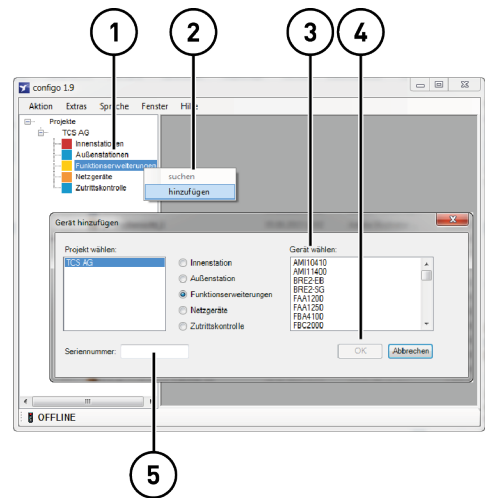 1
2
3
4
configo 1.9
Aktion Extras Sprache Fenster Hilfe
Projekte
TCS AG
Innenstationen
Außenstationen
Funktionserweiterungen
Netzgeräte
Zutrittskontrolle
suchen
hinzufügen
Gerät hinzufügen
Projekt wählen:
TCS AG
Innenstation
Außenstation
Funktionserweiterungen
Netzgeräte
Zutrittskontrolle
Gerät wählen:
AMI10410
AMI11400
BRE2-EB
BRE2-SG
FAA1200
FAA1250
FBA4100
FBC2000
Seriennummer:
OK
Abbrechen
OFFLINE
5